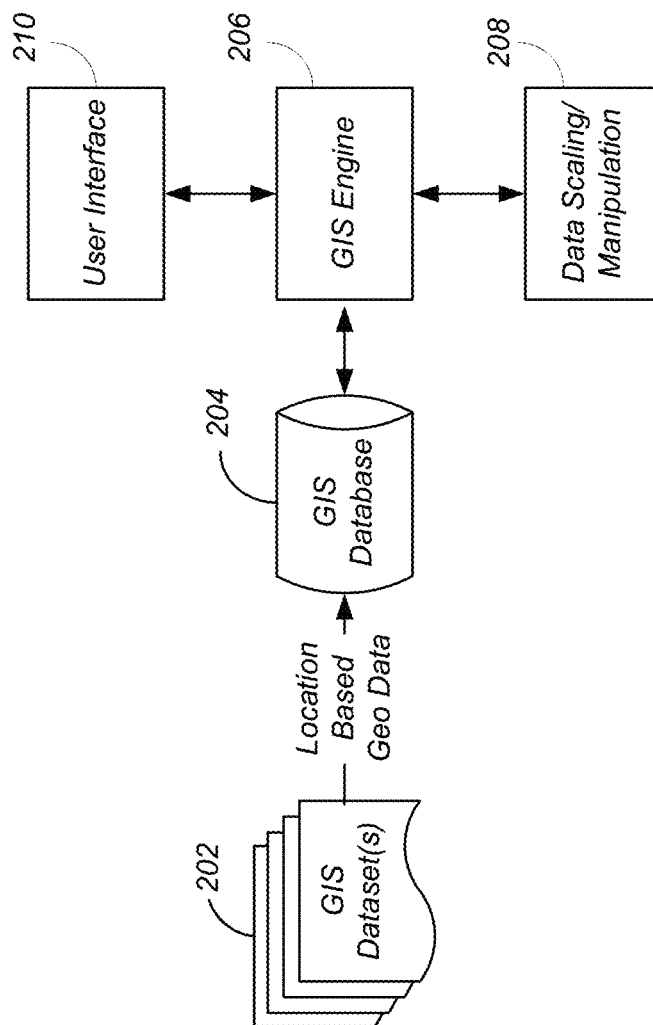 210
User Interface
206
GIS Engine
208
Data Scaling/
Manipulation
204
GIS
Database
Location
Based
Geo Data
202
GIS
Dataset(s)